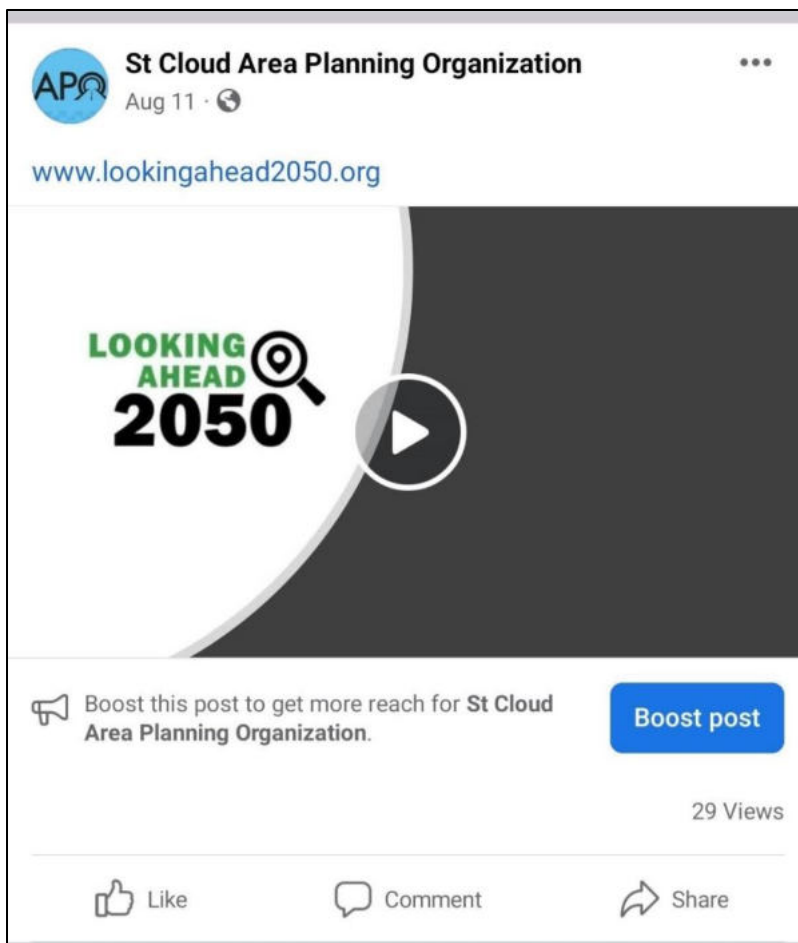 APO
St Cloud Area Planning Organization
Aug 11 ·
www.lookingahead2050.org
LOOKING
AHEAD
2050
Boost this post to get more reach for St Cloud
Area Planning Organization.
Boost post
29 Views
Like
Comment
Share